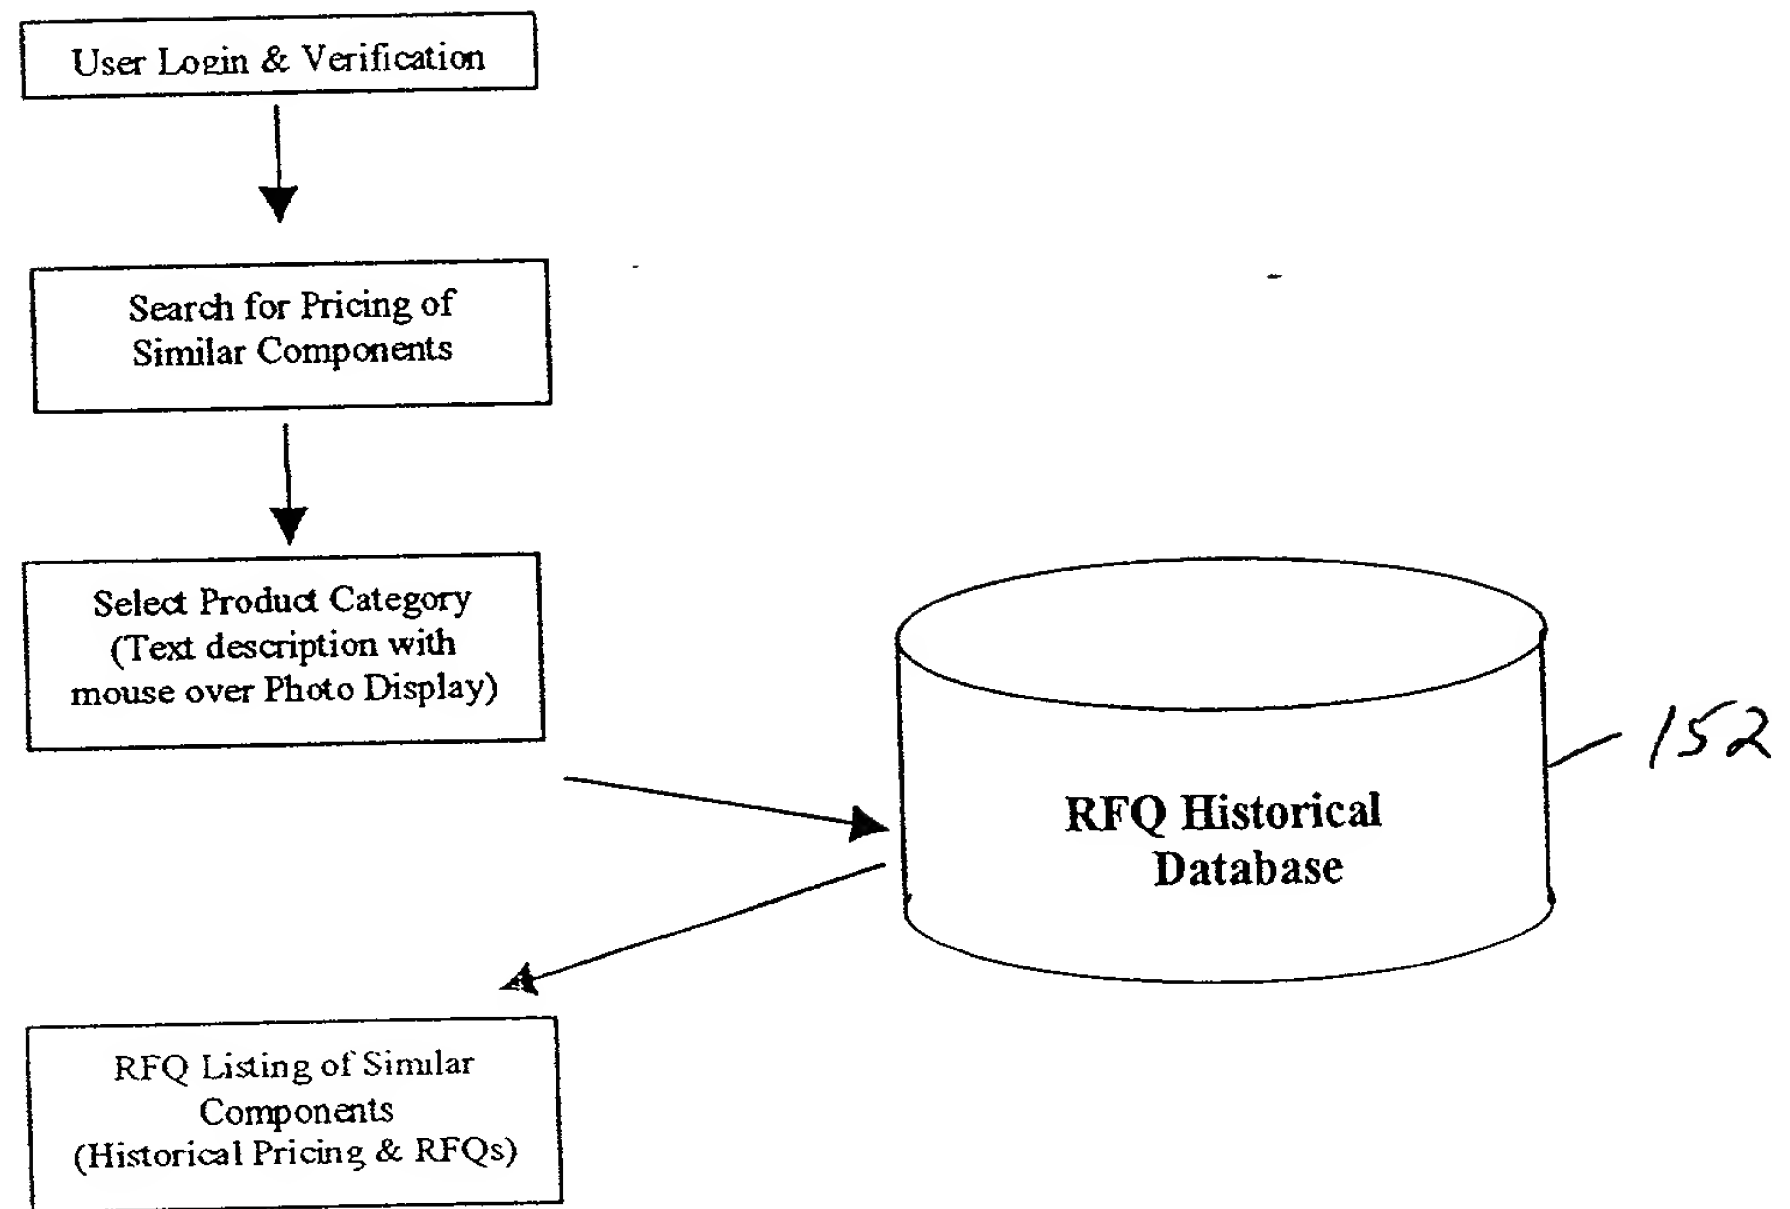 User Login & Verification
Search for Pricing of
Similar Components
Select Product Category
(Text description with
mouse over Photo Display)
152
RFQ Historical
Database
RFQ Listing of Similar
Components
(Historical Pricing & RFQs)